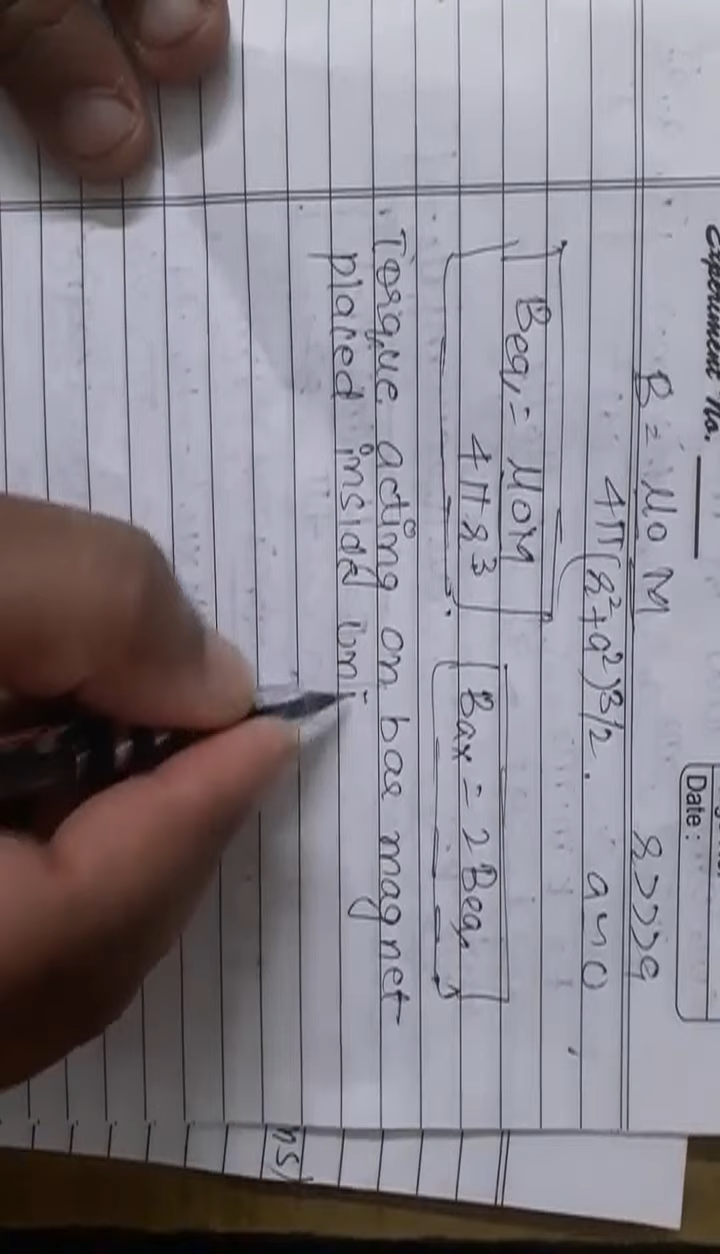 Experiment No.
Date :
B = μ0 M r>>>a
4π(r²+a²)3/2. a≈0
Beq, = μ0M
4πr³
Bax = 2Beq,
Torque acting on bar magnet
placed inside uni